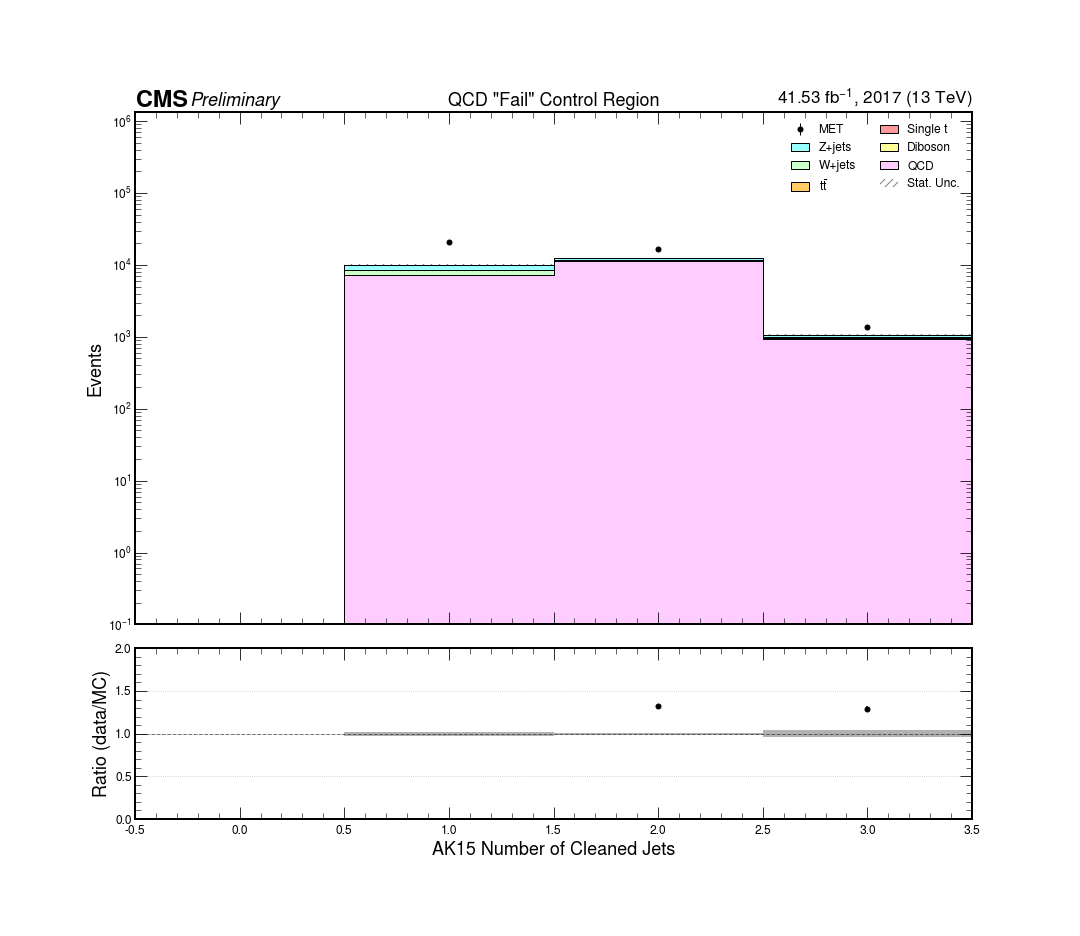 CMS Preliminary QCD "Fail" Control Region 41.53 fb⁻¹, 2017 (13 TeV)
MET Single t
Z+jets Diboson
W+jets QCD
tt̄ Stat. Unc.
10⁶
10⁵
10⁴
10³
10²
10¹
10⁰
10⁻¹
Events
2.0
1.5
1.0
0.5
0.0
Ratio (data/MC)
-0.5 0.0 0.5 1.0 1.5 2.0 2.5 3.0 3.5
AK15 Number of Cleaned Jets